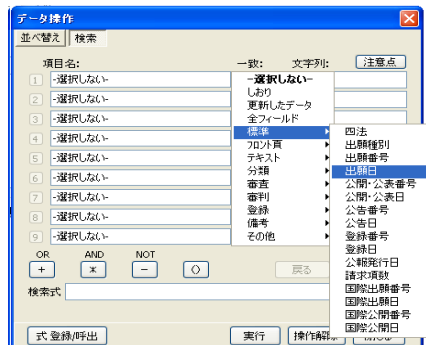 データ操作
並べ替え 検索
項目名: 一致: 文字列: 注意点
1 -選択しない-
2 -選択しない-
3 -選択しない-
4 -選択しない-
5 -選択しない-
6 -選択しない-
7 -選択しない-
8 -選択しない-
9 -選択しない-
-選択しない-
しおり
更新したデータ
全フィールド
標準
フロント頁
テキスト
分類
審査
審判
登録
備考
その他
四法
出願種別
出願番号
出願日
公開・公表番号
公開・公表日
公告番号
公告日
登録番号
登録日
公報発行日
請求項数
国際出願番号
国際出願日
国際公開番号
国際公開日
OR AND NOT
+ * - ()
戻る
検索式
式 登録/呼出 実行 操作解除